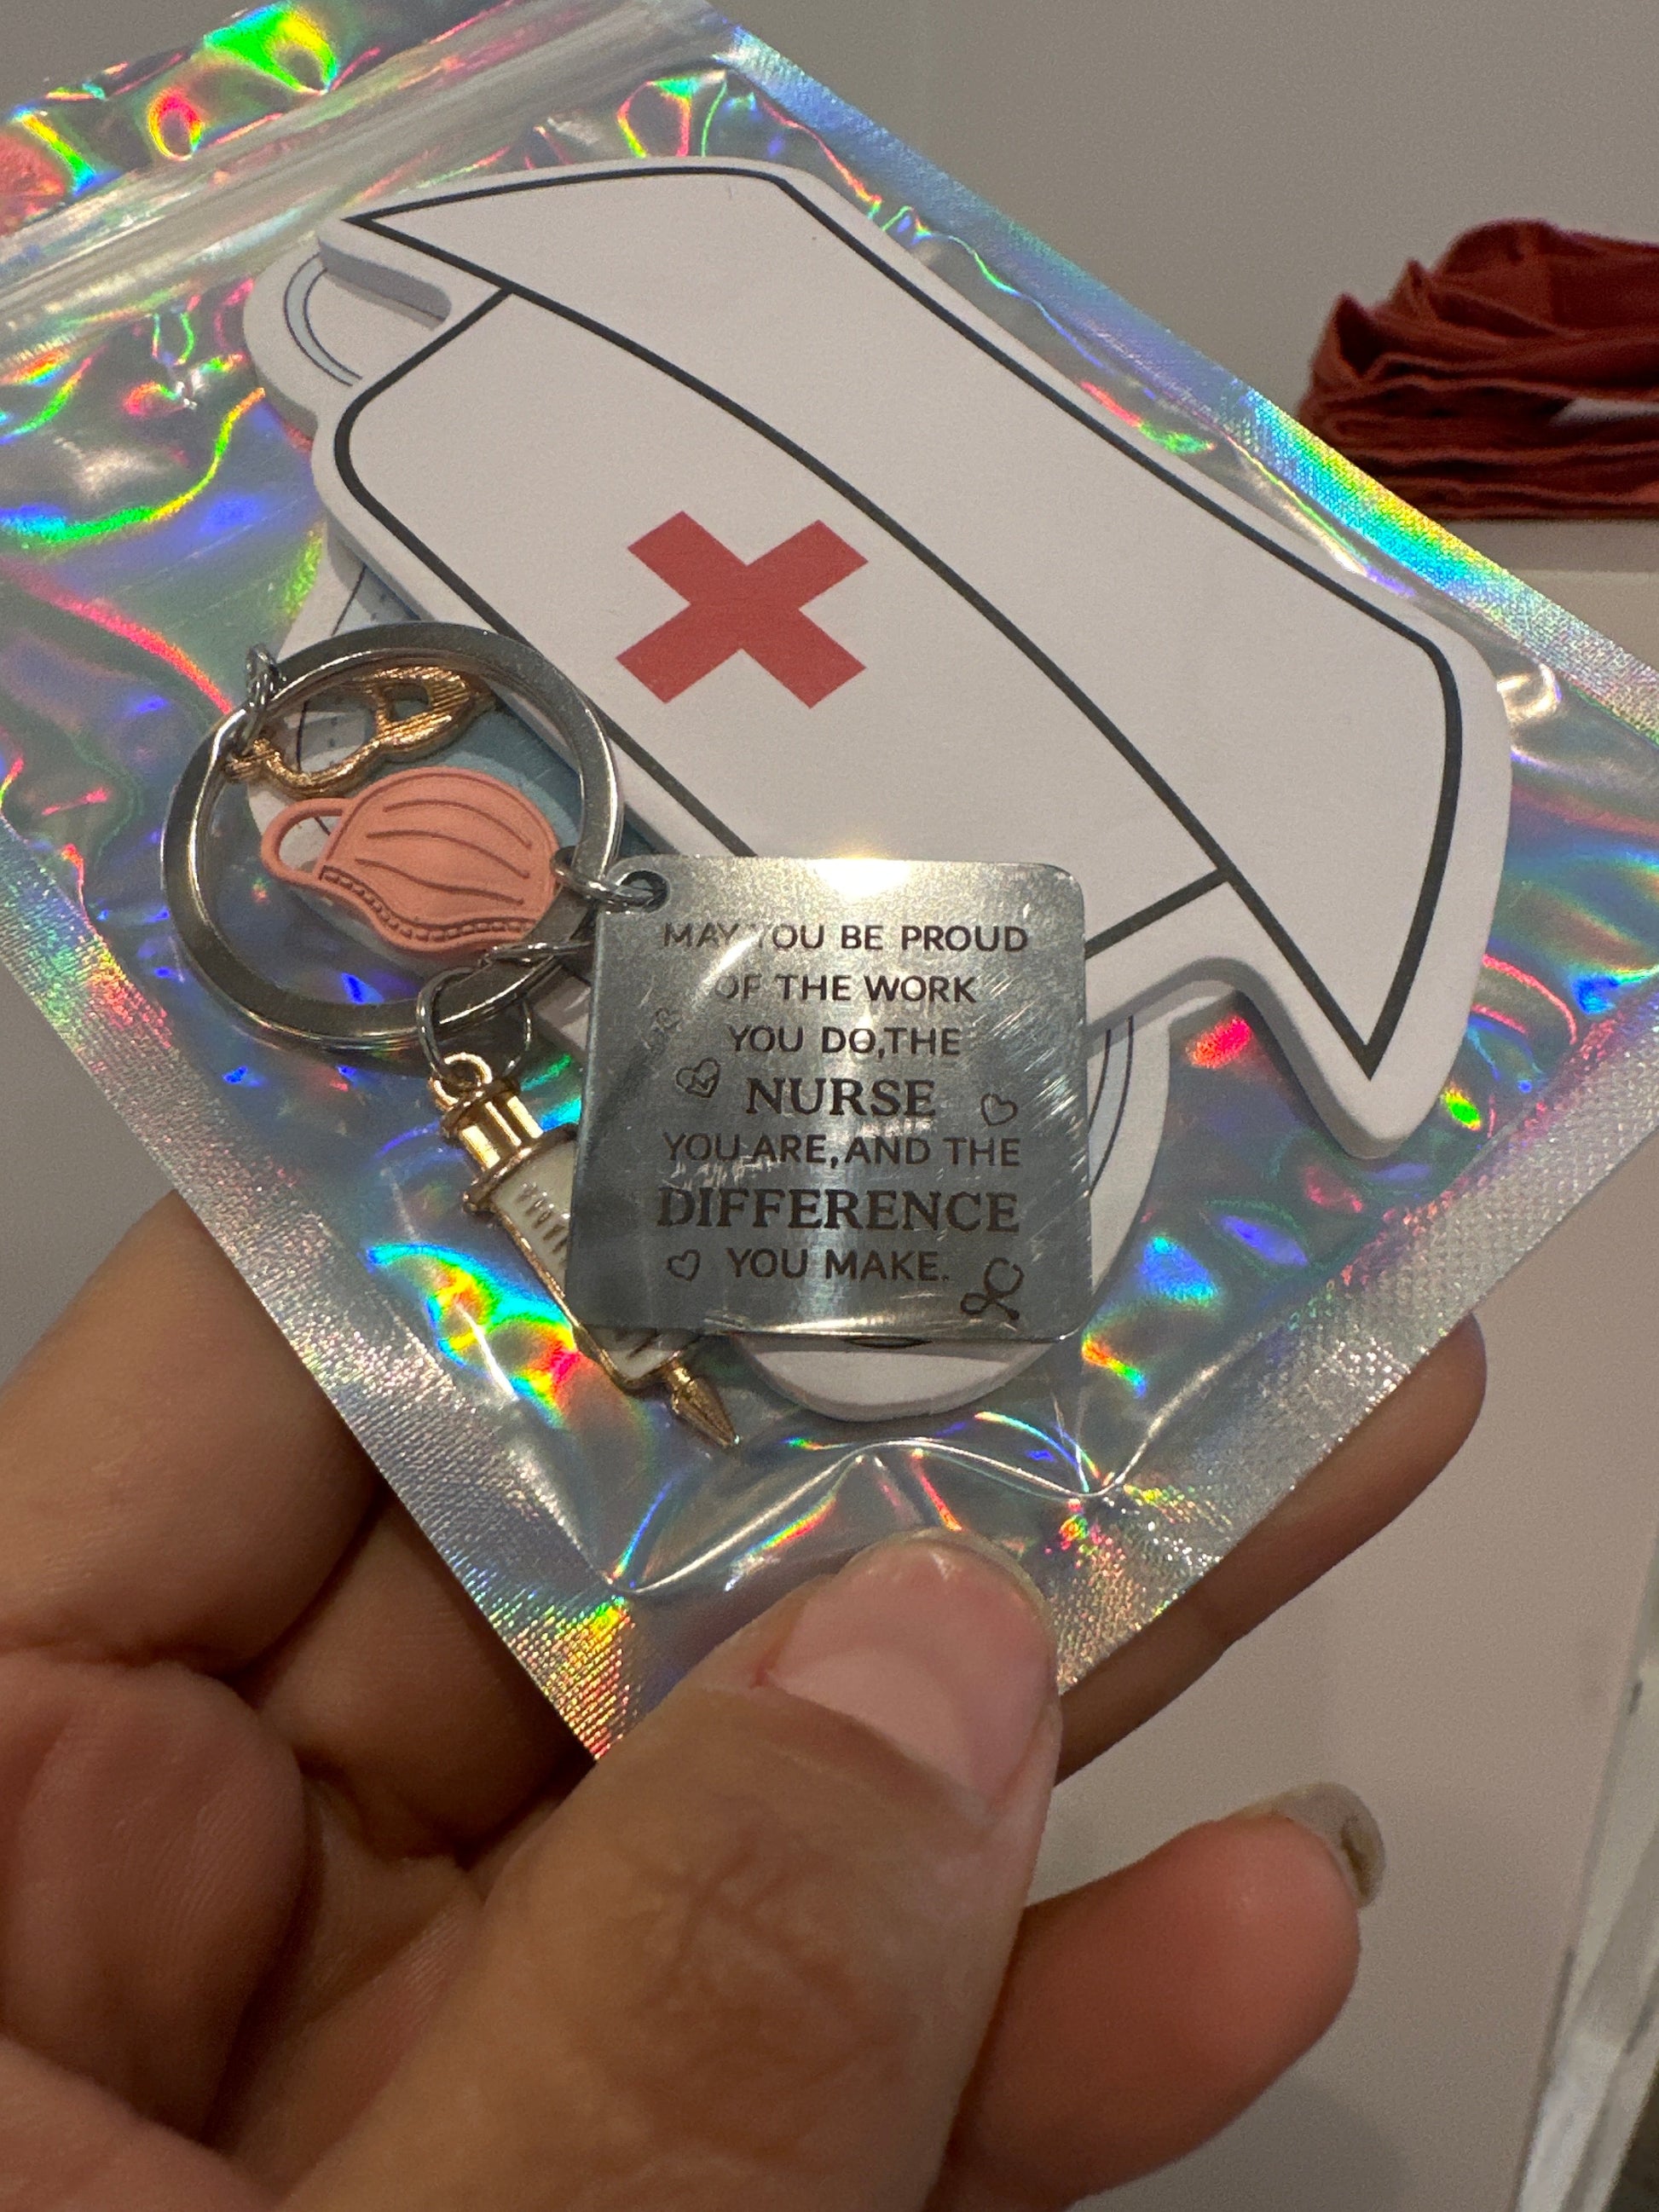 MAY YOU BE PROUD
OF THE WORK
YOU DO,THE
NURSE
YOU ARE,AND THE
DIFFERENCE
YOU MAKE.